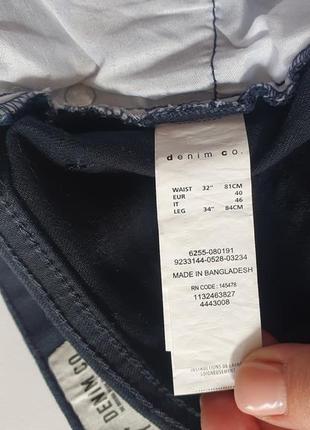 denim co.
WAIST 32" 81CM
EUR 40
IT 46
LEG 34" 84CM
6255-080191
9233144-0528-03234
MADE IN BANGLADESH
RN CODE : 145478
1132463827
4443008
DENIM CO